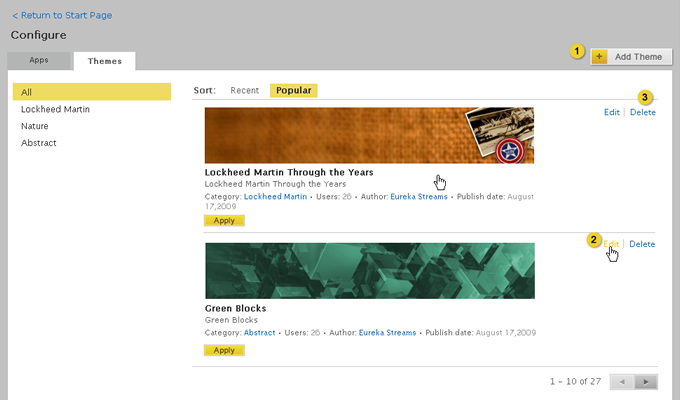 < Return to Start Page
Configure
Apps
Themes
1
+ Add Theme
All
Lockheed Martin
Nature
Abstract
Sort: Recent Popular
3
Edit | Delete
Lockheed Martin Through the Years
Lockheed Martin Through the Years
Category: Lockheed Martin • Users: 26 • Author: Eureka Streams • Publish date: August
17,2009
Apply
2
Edit | Delete
Green Blocks
Green Blocks
Category: Abstract • Users: 26 • Author: Eureka Streams • Publish date: August 17,2009
Apply
1 – 10 of 27